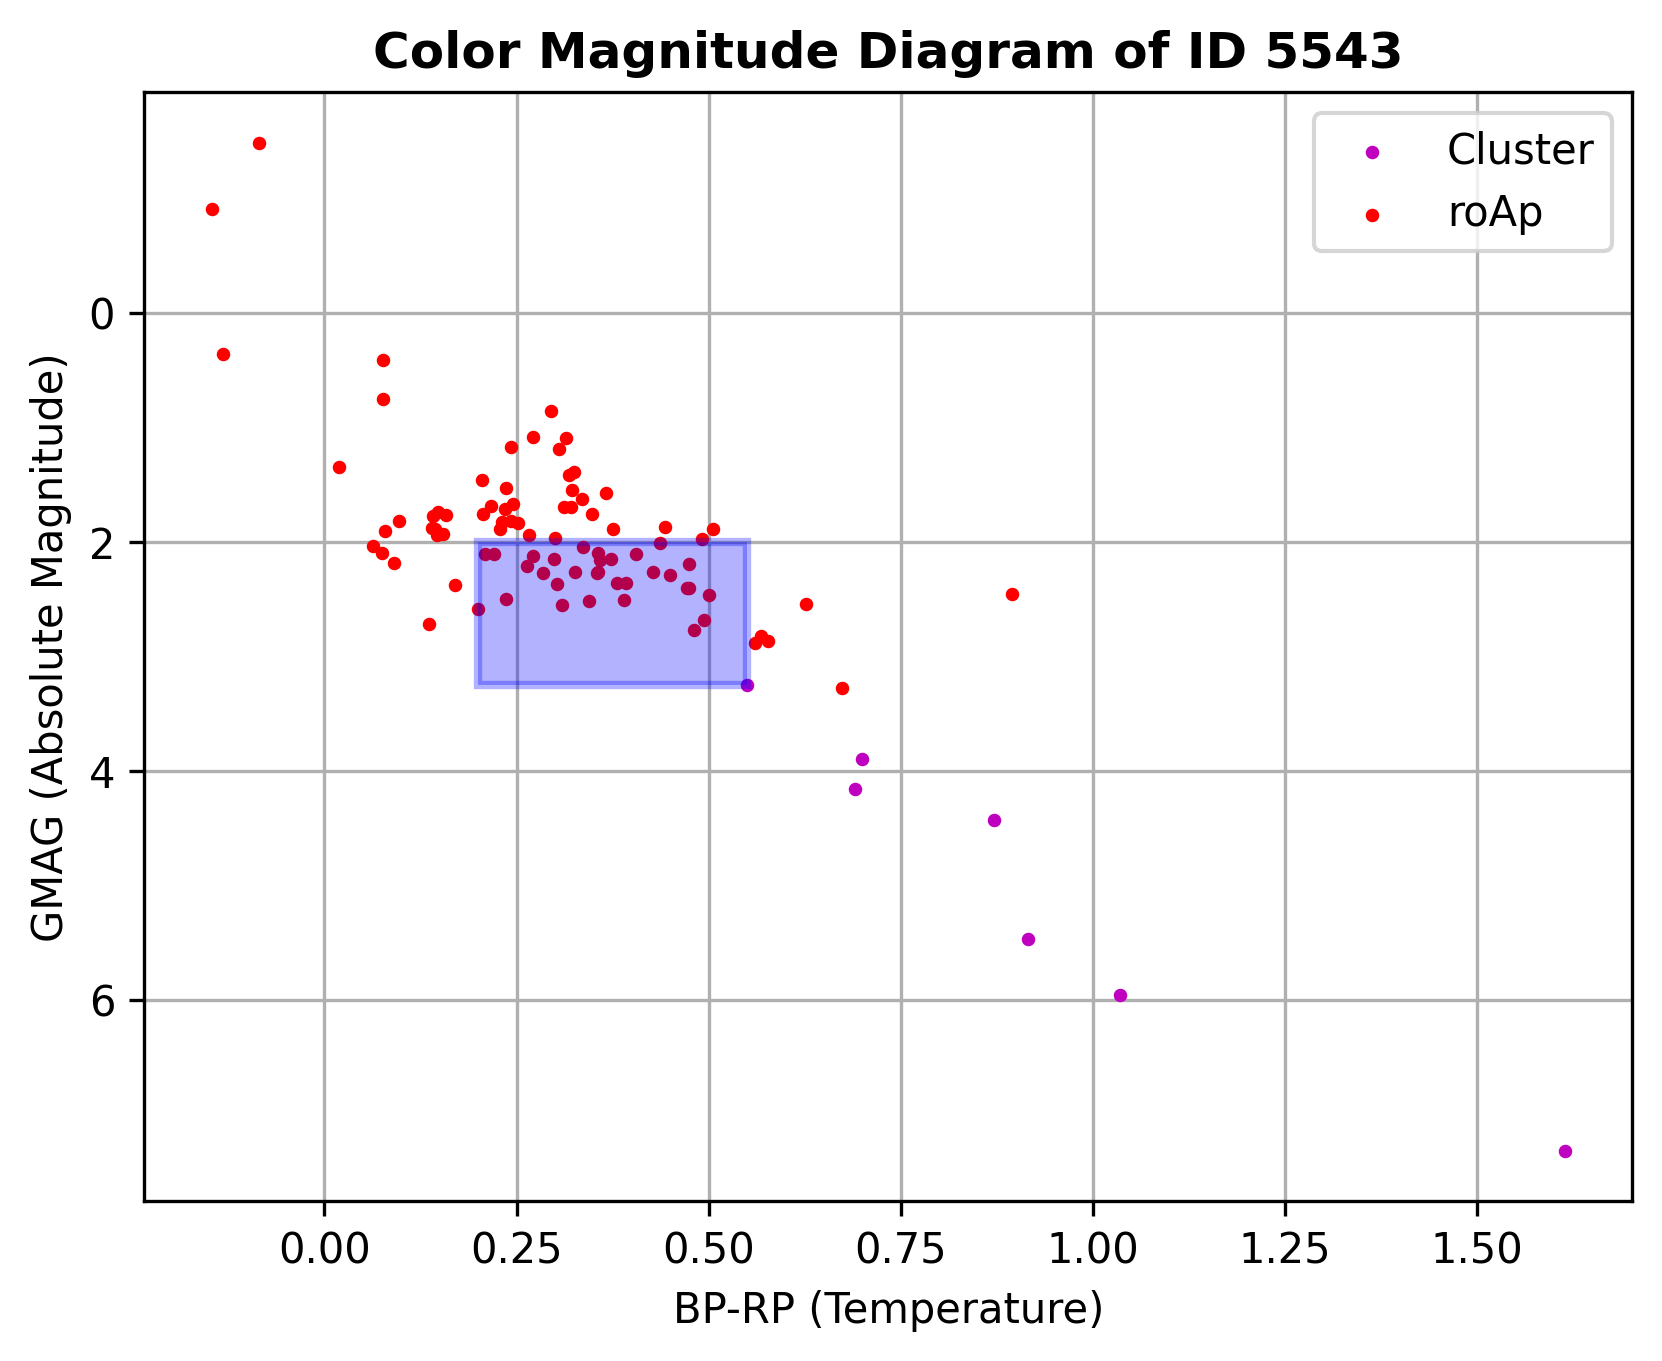 Color Magnitude Diagram of ID 5543
Cluster
roAp
GMAG (Absolute Magnitude)
0
2
4
6
0.00 0.25 0.50 0.75 1.00 1.25 1.50
BP-RP (Temperature)